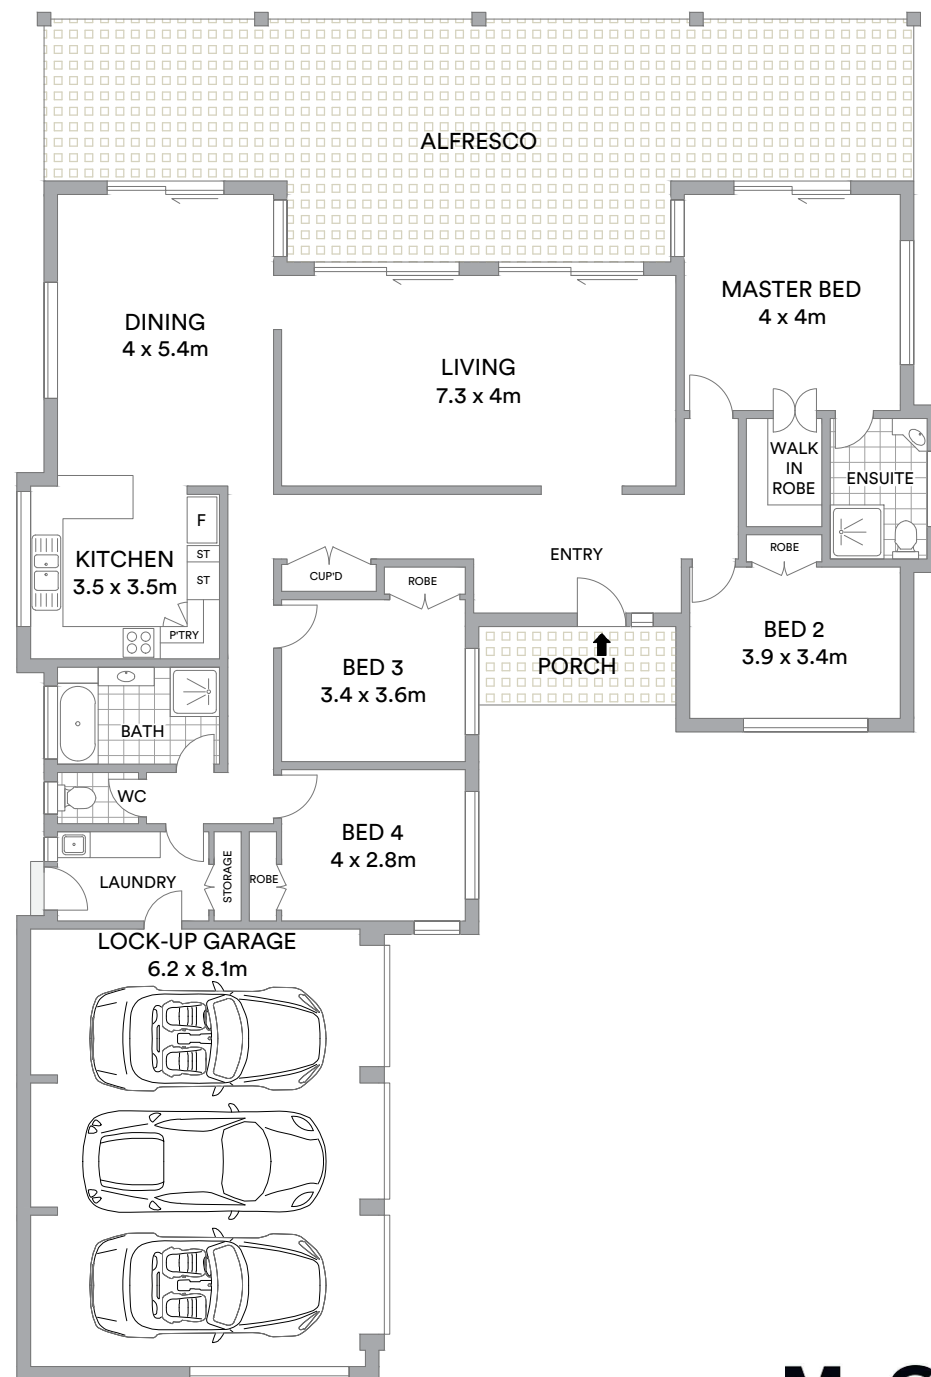 ALFRESCO
MASTER BED
4 x 4m
DINING
4 x 5.4m
LIVING
7.3 x 4m
WALK
IN
ROBE
ENSUITE
F
ST
ST
KITCHEN
3.5 x 3.5m
P'TRY
ENTRY
ROBE
CUP'D
ROBE
BED 2
3.9 x 3.4m
BED 3
3.4 x 3.6m
PORCH
BATH
WC
BED 4
4 x 2.8m
LAUNDRY
STORAGE
ROBE
LOCK-UP GARAGE
6.2 x 8.1m